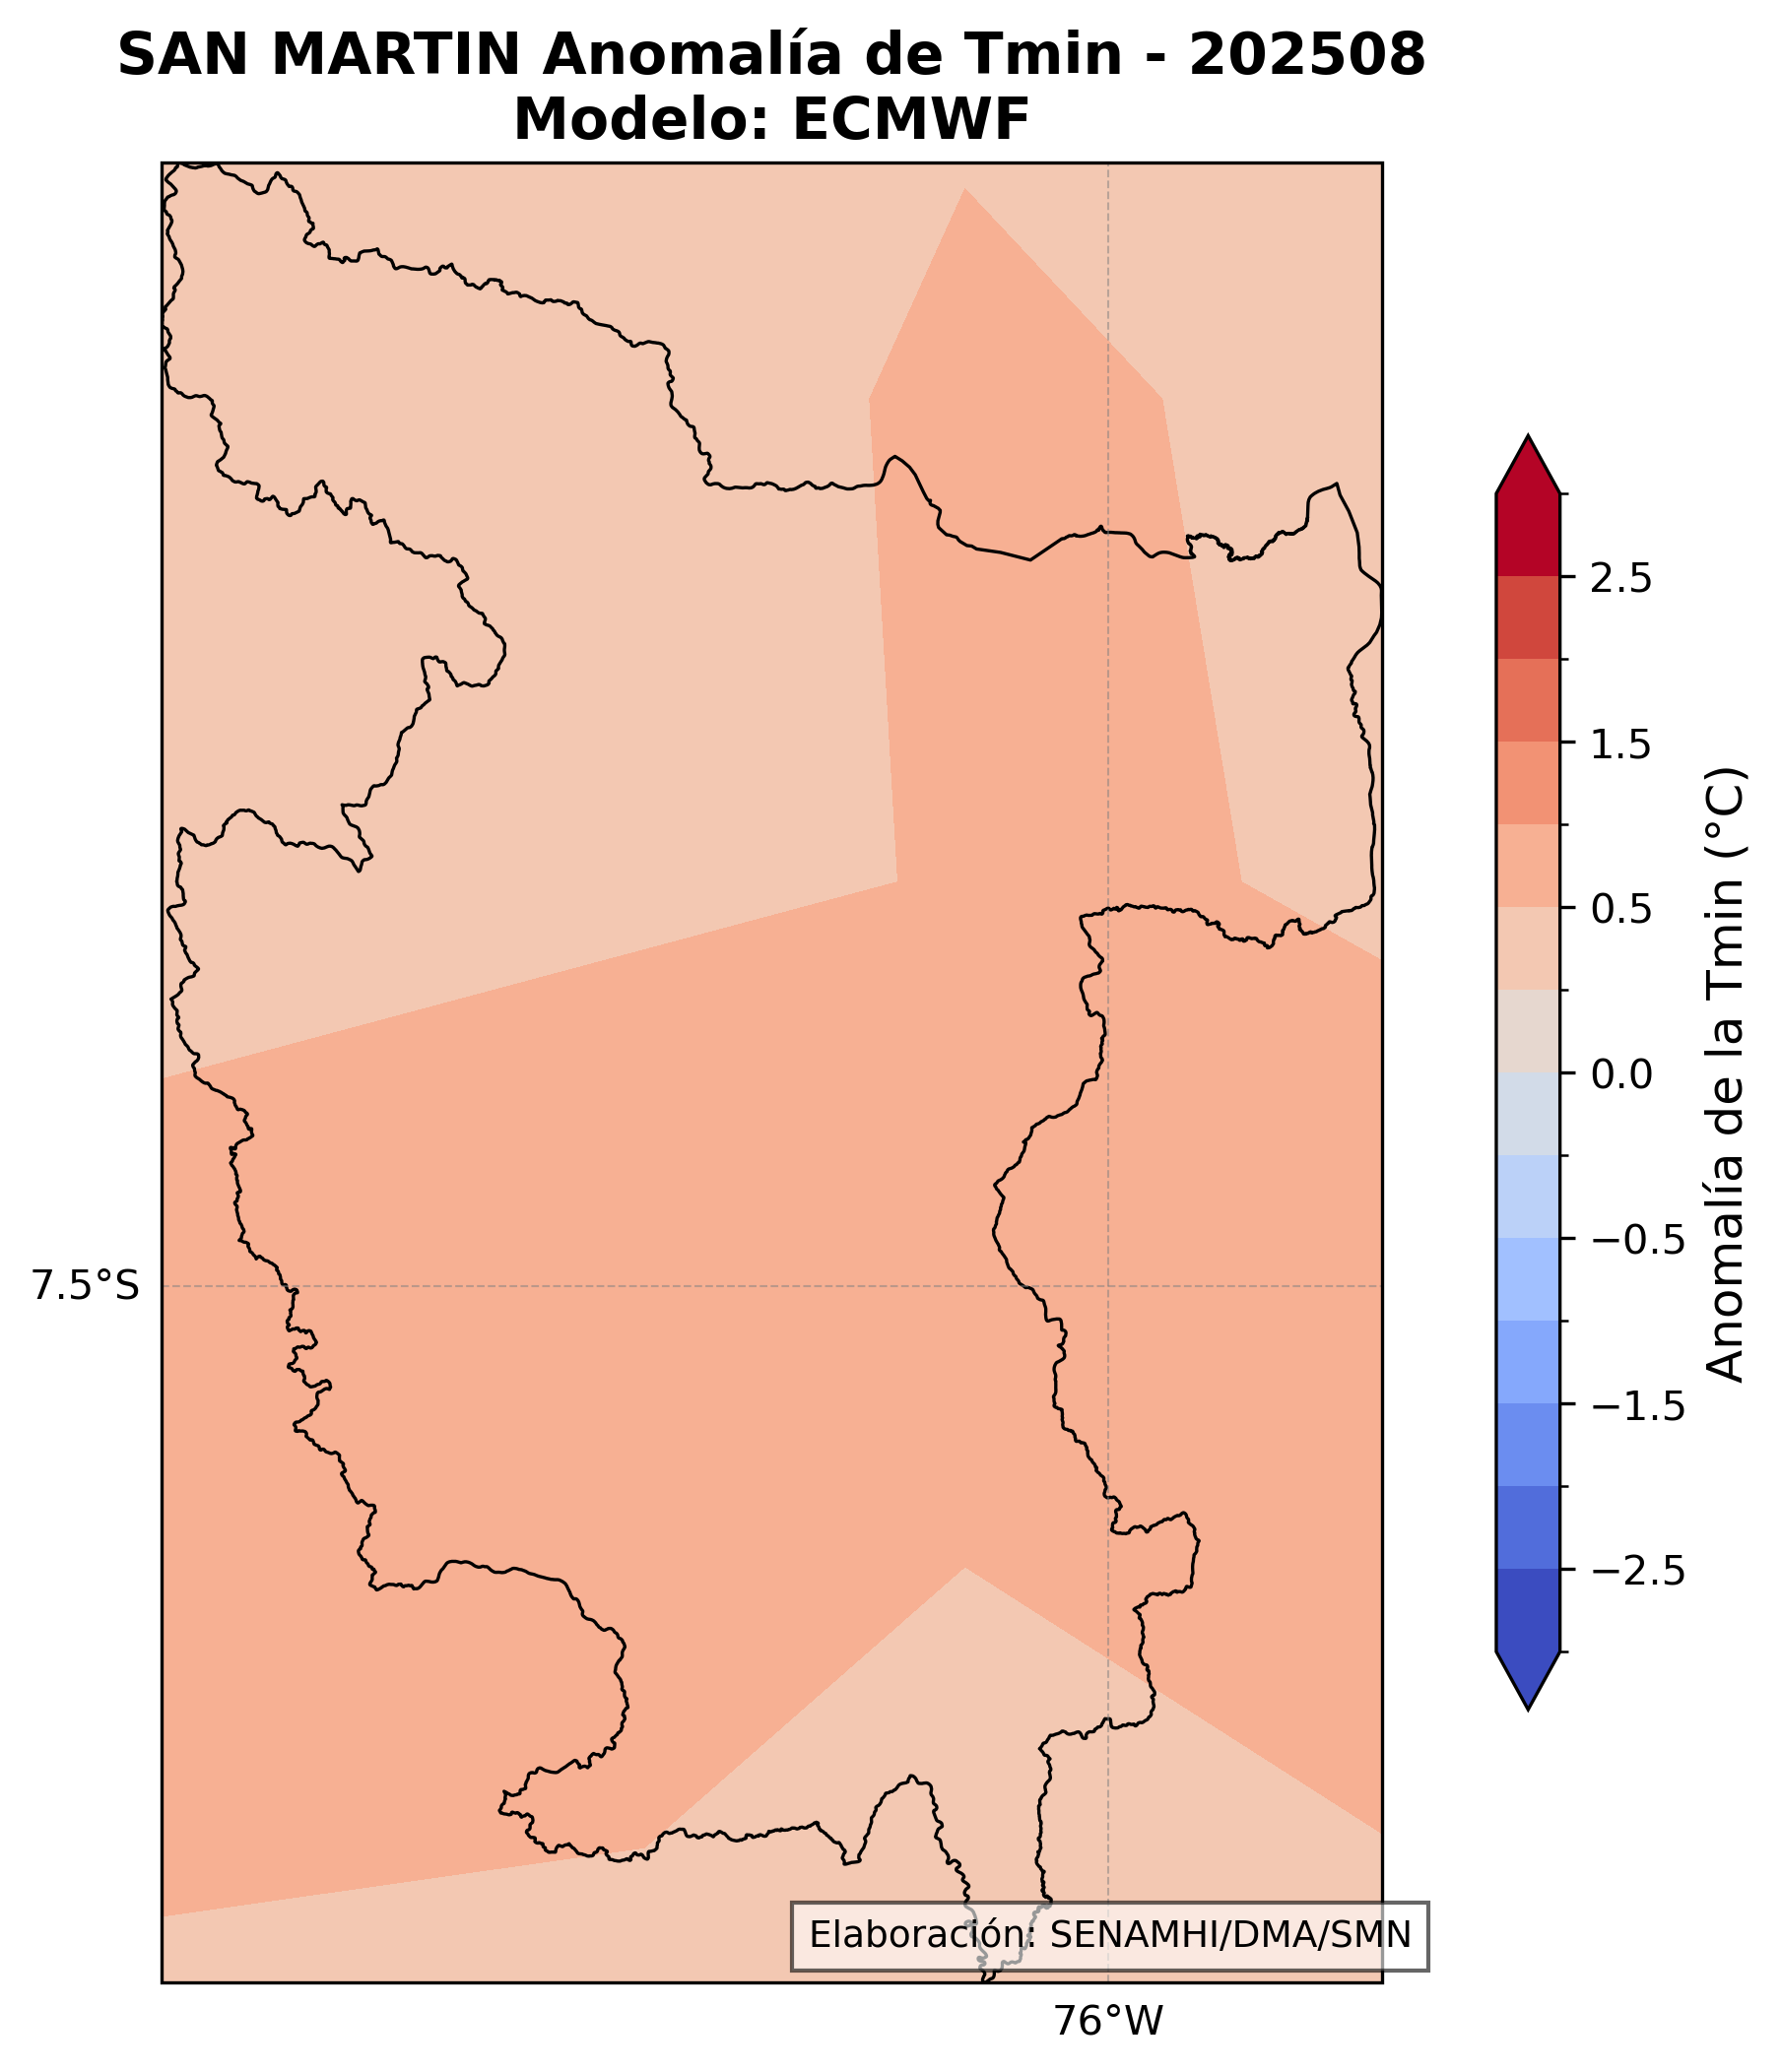 SAN MARTIN Anomalía de Tmin - 202508
Modelo: ECMWF
2.5
1.5
0.5
0.0
−0.5
−1.5
−2.5
Anomalía de la Tmin (°C)
7.5°S
Elaboración: SENAMHI/DMA/SMN
76°W